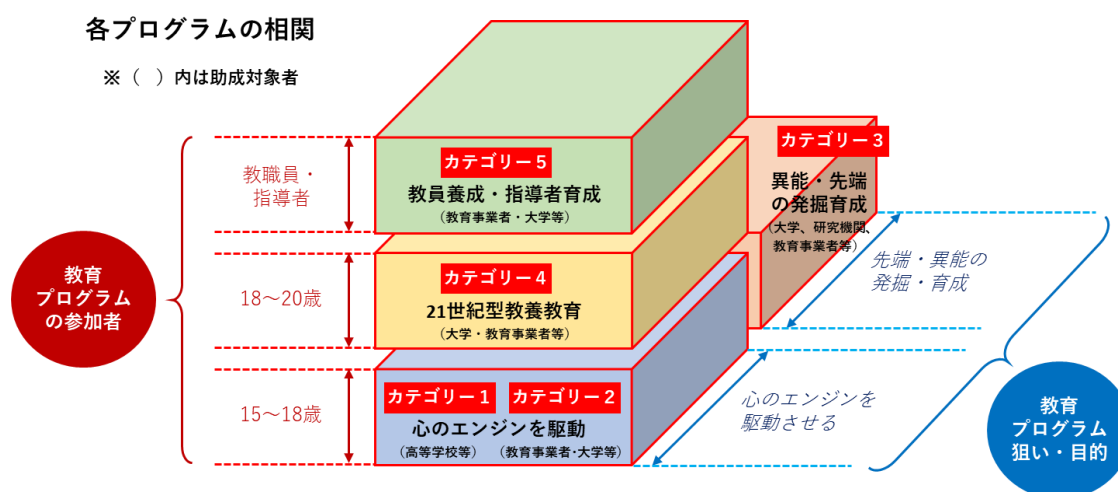 各プログラムの相関
※（　）内は助成対象者
教育
プログラム
の参加者
教職員・
指導者
18～20歳
15～18歳
カテゴリー５
教員養成・指導者育成
（教育事業者・大学等）
カテゴリー４
21世紀型教養教育
（大学・教育事業者等）
カテゴリー１
カテゴリー２
心のエンジンを駆動
（高等学校等）
（教育事業者･大学等）
カテゴリー３
異能・先端
の発掘育成
（大学、研究機関、
教育事業者等）
先端・異能の
発掘・育成
心のエンジンを
駆動させる
教育
プログラム
狙い・目的